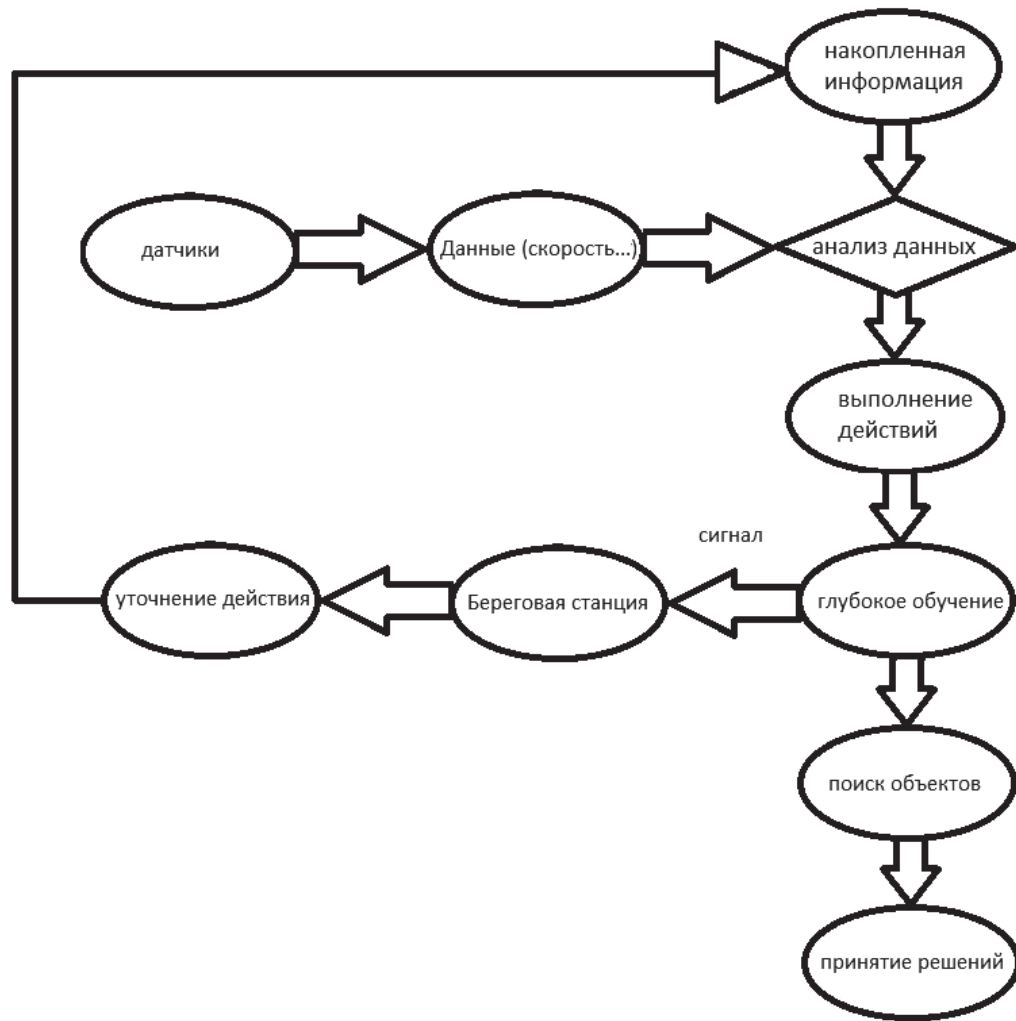 накопленная
информация
датчики
Данные (скорость...)
анализ данных
выполнение
действий
сигнал
уточнение действия
Береговая станция
глубокое обучение
поиск объектов
принятие решений